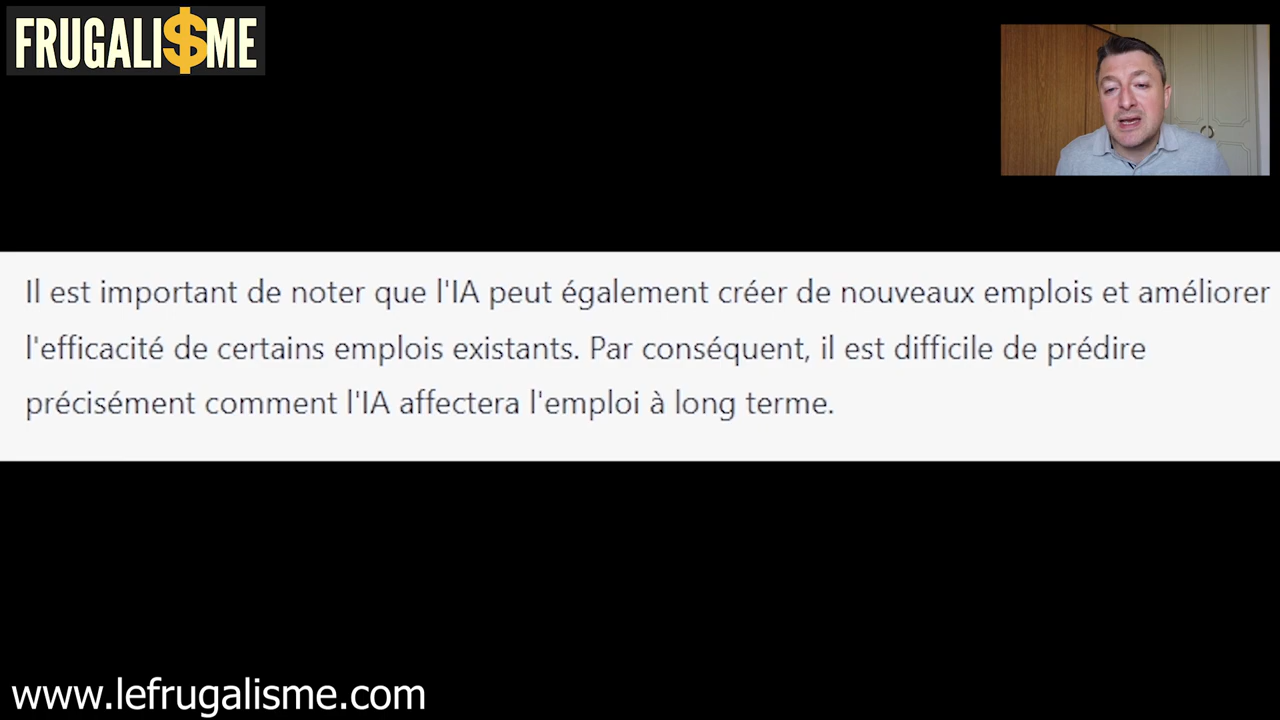 FRUGALI$ME
Il est important de noter que l'IA peut également créer de nouveaux emplois et améliorer
l'efficacité de certains emplois existants. Par conséquent, il est difficile de prédire
précisément comment l'IA affectera l'emploi à long terme.
www.lefrugalisme.com